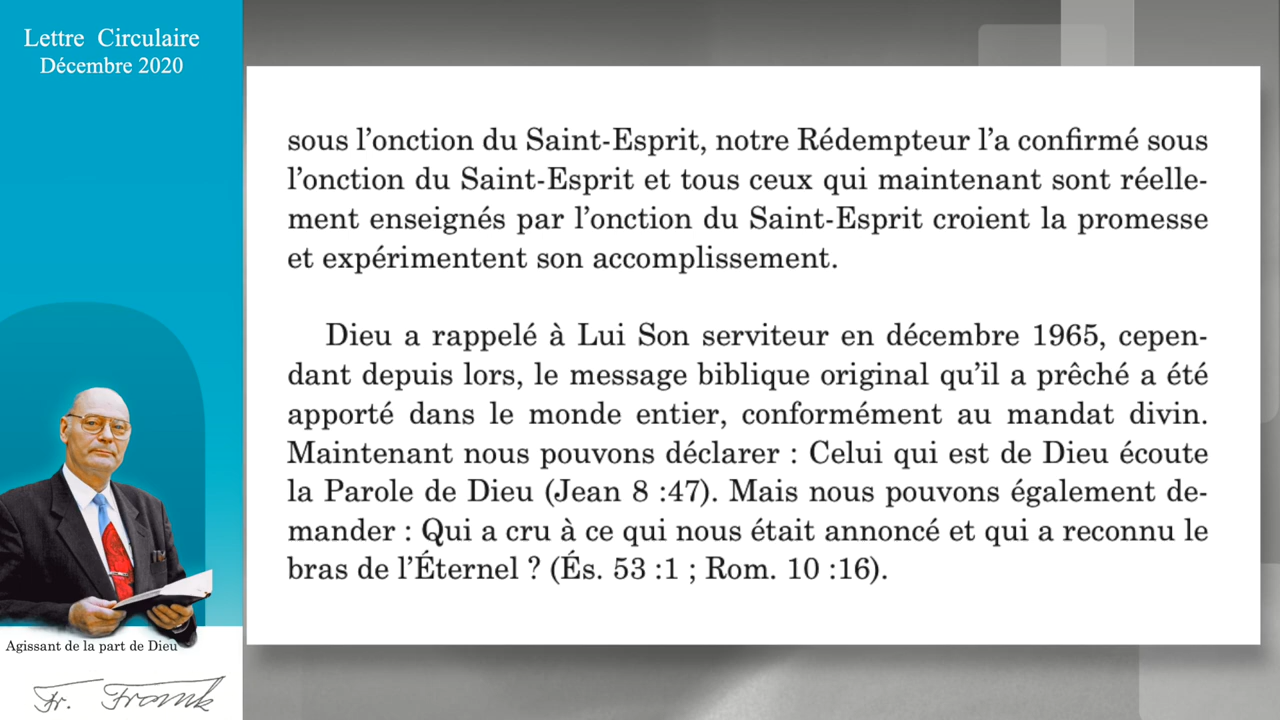 Lettre Circulaire
Décembre 2020
sous l'onction du Saint-Esprit, notre Rédempteur l'a confirmé sous
l'onction du Saint-Esprit et tous ceux qui maintenant sont réelle-
ment enseignés par l'onction du Saint-Esprit croient la promesse
et expérimentent son accomplissement.
Dieu a rappelé à Lui Son serviteur en décembre 1965, cepen-
dant depuis lors, le message biblique original qu'il a prêché a été
apporté dans le monde entier, conformément au mandat divin.
Maintenant nous pouvons déclarer : Celui qui est de Dieu écoute
la Parole de Dieu (Jean 8 :47). Mais nous pouvons également de-
mander : Qui a cru à ce qui nous était annoncé et qui a reconnu le
bras de l'Éternel ? (És. 53 :1 ; Rom. 10 :16).
Agissant de la part de Dieu
Fr. Frank